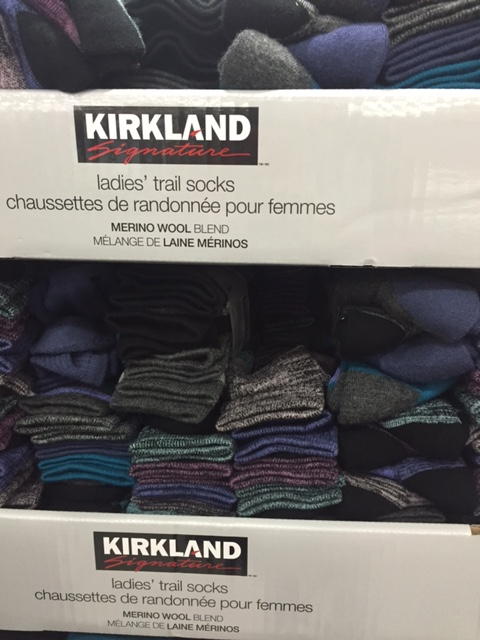 KIRKLAND
Signature
ladies' trail socks
chaussettes de randonnée pour femmes
MERINO WOOL BLEND
MÉLANGE DE LAINE MÉRINOS
KIRKLAND
Signature
ladies' trail socks
chaussettes de randonnée pour femmes
MERINO WOOL BLEND
MÉLANGE DE LAINE MÉRINOS